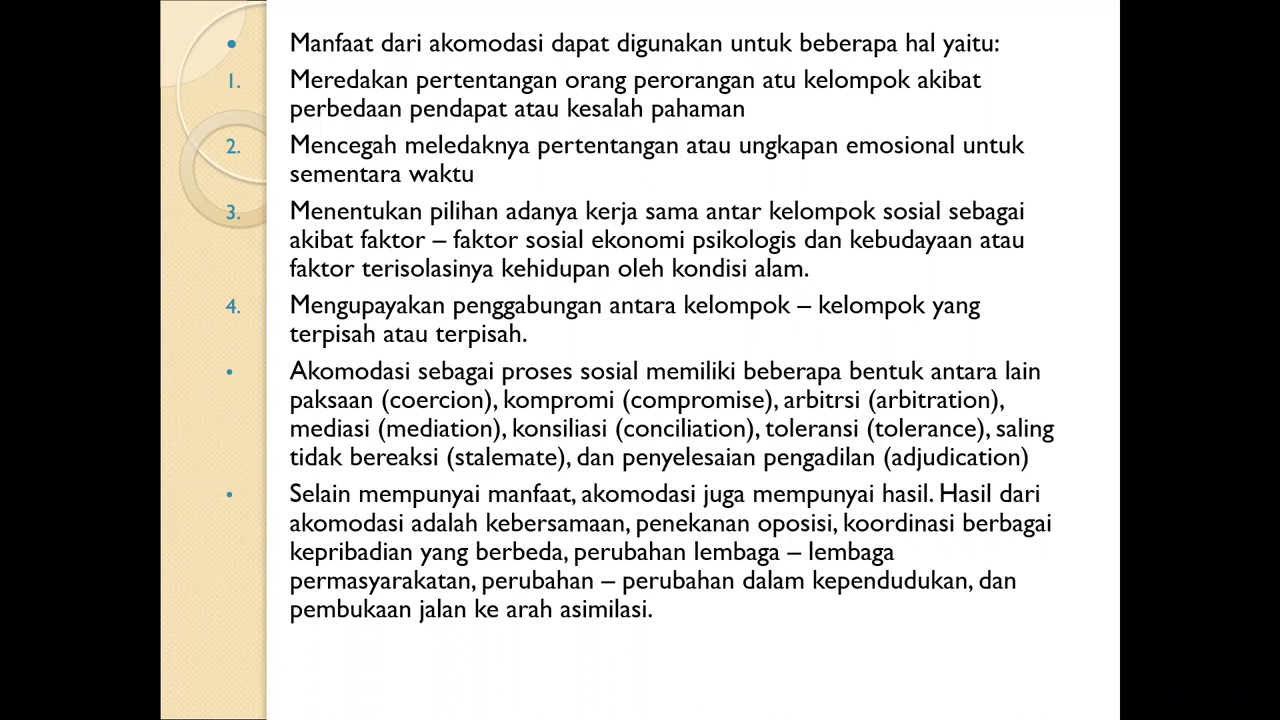 • Manfaat dari akomodasi dapat digunakan untuk beberapa hal yaitu:
1. Meredakan pertentangan orang perorangan atu kelompok akibat
perbedaan pendapat atau kesalah pahaman
2. Mencegah meledaknya pertentangan atau ungkapan emosional untuk
sementara waktu
3. Menentukan pilihan adanya kerja sama antar kelompok sosial sebagai
akibat faktor – faktor sosial ekonomi psikologis dan kebudayaan atau
faktor terisolasinya kehidupan oleh kondisi alam.
4. Mengupayakan penggabungan antara kelompok – kelompok yang
terpisah atau terpisah.
• Akomodasi sebagai proses sosial memiliki beberapa bentuk antara lain
paksaan (coercion), kompromi (compromise), arbitrsi (arbitration),
mediasi (mediation), konsiliasi (conciliation), toleransi (tolerance), saling
tidak bereaksi (stalemate), dan penyelesaian pengadilan (adjudication)
• Selain mempunyai manfaat, akomodasi juga mempunyai hasil. Hasil dari
akomodasi adalah kebersamaan, penekanan oposisi, koordinasi berbagai
kepribadian yang berbeda, perubahan lembaga – lembaga
permasyarakatan, perubahan – perubahan dalam kependudukan, dan
pembukaan jalan ke arah asimilasi.